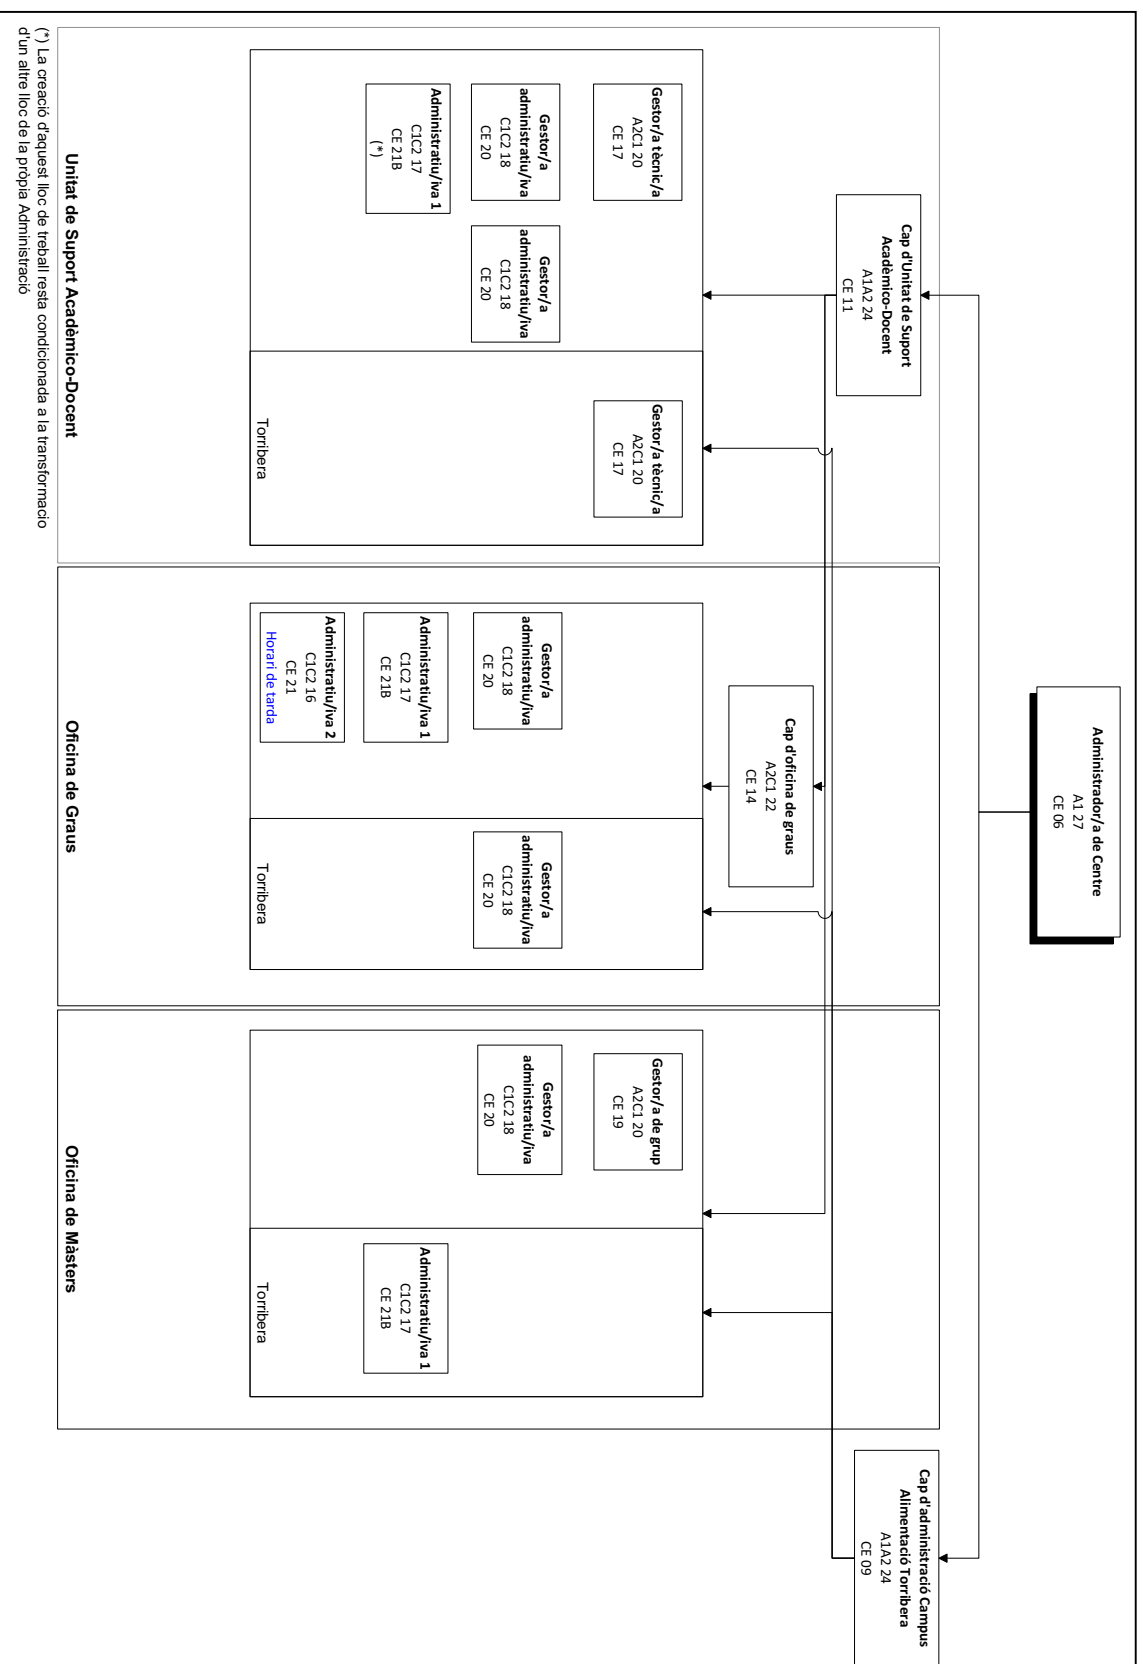 Administrador/a de Centre
A1 27
CE 06
Cap d'Unitat de Suport
Acadèmico-Docent
A1A2 24
CE 11
Cap d'administració Campus
Alimentació Torribera
A1A2 24
CE 09
Gestor/a tècnic/a
A2C1 20
CE 17
Gestor/a
administratiu/iva
C1C2 18
CE 20
Gestor/a
administratiu/iva
C1C2 18
CE 20
Administratiu/iva 1
C1C2 17
CE 21B
(*)
Gestor/a tècnic/a
A2C1 20
CE 17
Torribera
Unitat de Suport Acadèmico-Docent
Cap d'oficina de graus
A2C1 22
CE 14
Gestor/a
administratiu/iva
C1C2 18
CE 20
Administratiu/iva 1
C1C2 17
CE 21B
Administratiu/iva 2
C1C2 16
CE 21
Horari de tarda
Gestor/a
administratiu/iva
C1C2 18
CE 20
Torribera
Oficina de Graus
Gestor/a de grup
A2C1 20
CE 19
Gestor/a
administratiu/iva
C1C2 18
CE 20
Administratiu/iva 1
C1C2 17
CE 21B
Torribera
Oficina de Màsters
(*) La creació d'aquest lloc de treball resta condicionada a la transformacio
d'un altre lloc de la pròpia Administració